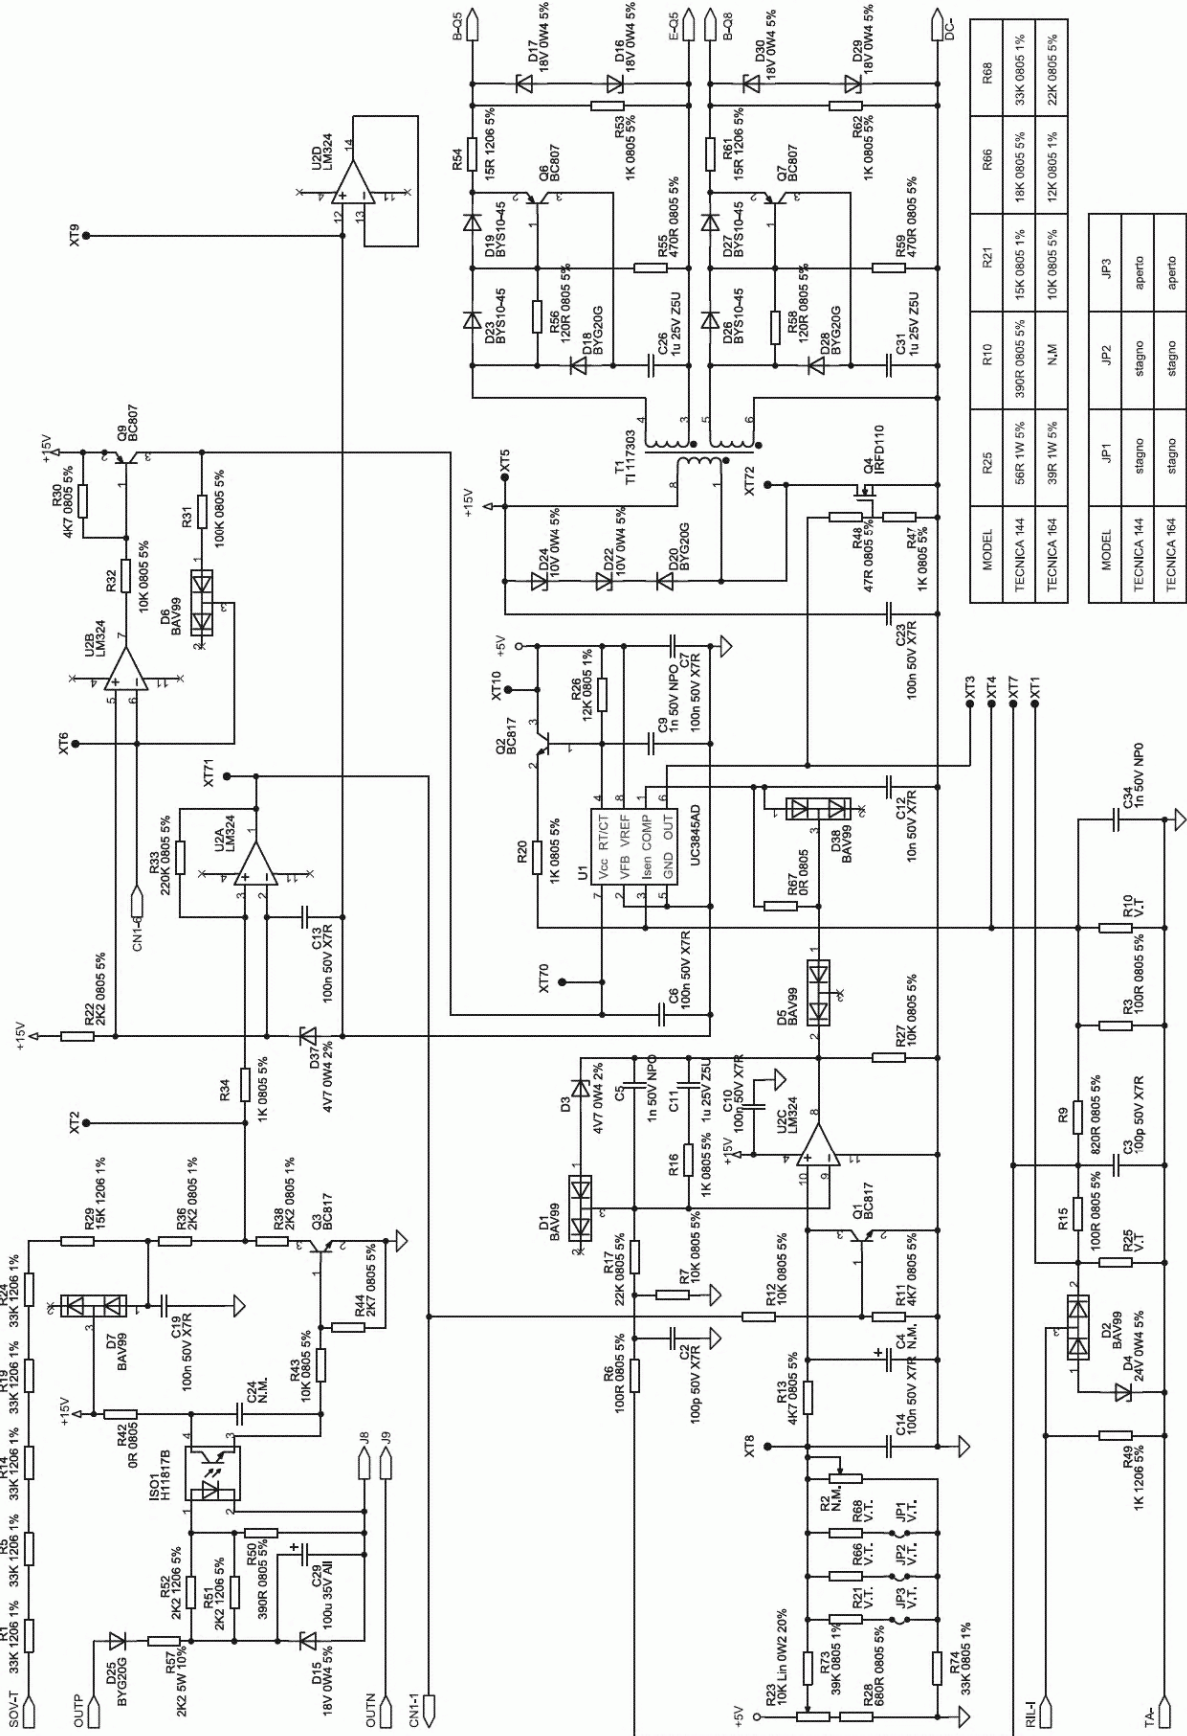 SOV-T
R1
33K 1206 1%
R5
33K 1206 1%
R14
33K 1206 1%
R19
33K 1206 1%
R24
33K 1206 1%
R29
15K 1206 1%
R36
2K2 0805 1%
R38
2K2 0805 1%
Q3
BC817
R44
2K7 0805 5%
R43
10K 0805 5%
D7
BAV99
C19
100n 50V X7R
+15V
R42
0R 0805
C24
N.M.
ISO1
H11817B
OUTP
D25
BYG20G
R57
2K2 5W 10%
R52
2K2 1206 5%
R51
2K2 1206 5%
R50
390R 0805 5%
C29
100u 35V All
D15
18V 0W4 5%
OUTN
J8
J9
CN1-1
XT2
R34
1K 0805 5%
+15V
R22
2K2 0805 5%
D37
4V7 0W4 2%
C13
100n 50V X7R
R33
220K 0805 5%
U2A
LM324
XT71
CN1-6
XT6
U2B
LM324
D6
BAV99
R32
10K 0805 5%
R31
100K 0805 5%
R30
4K7 0805 5%
+15V
Q9
BC807
XT9
U2D
LM324
B-Q5
D17
18V 0W4 5%
D16
18V 0W4 5%
E-Q5
B-Q8
D30
18V 0W4 5%
D29
18V 0W4 5%
DC-
R54
15R 1206 5%
R53
1K 0805 5%
R61
15R 1206 5%
R62
1K 0805 5%
Q6
BC807
Q7
BC807
D19
BYS10-45
R55
470R 0805 5%
D27
BYS10-45
R59
470R 0805 5%
D23
BYS10-45
R56
120R 0805 5%
D18
BYG20G
C26
1u 25V Z5U
D26
BYS10-45
R58
120R 0805 5%
D28
BYG20G
C31
1u 25V Z5U
T1
TI 117303
XT5
+15V
XT72
Q4
IRFD110
D24
10V 0W4 5%
D22
10V 0W4 5%
D20
BYG20G
R48
47R 0805 5%
R47
1K 0805 5%
C23
100n 50V X7R
+5V
XT10
Q2
BC817
R26
12K 0805 1%
C9
1n 50V NPO
C7
100n 50V X7R
R20
1K 0805 5%
U1
Vcc RT/CT
VFB VREF
Isen COMP
GND OUT
UC3845AD
XT70
C6
100n 50V X7R
C12
10n 50V X7R
D38
BAV99
R67
0R 0805
D5
BAV99
R27
10K 0805 5%
D3
4V7 0W4 2%
C5
1n 50V NPO
C11
1u 25V Z5U
C10
100n 50V X7R
U2C
LM324
+15V
R16
1K 0805 5%
D1
BAV99
R17
22K 0805 5%
R7
10K 0805 5%
R6
100R 0805 5%
C2
100p 50V X7R
R12
10K 0805 5%
Q1
BC817
R11
4K7 0805 5%
R13
4K7 0805 5%
C4
N.M.
C14
100n 50V X7R
XT8
R2
N.M.
R68
V.T.
JP1
V.T.
R66
V.T.
JP2
V.T.
R21
V.T.
JP3
V.T.
+5V
R23
10K Lin 0W2 20%
R73
39K 0805 1%
R28
680R 0805 5%
R74
33K 0805 1%
XT3
XT4
XT7
XT1
C34
1n 50V NP0
R10
V.T
R3
100R 0805 5%
R9
820R 0805 5%
C3
100p 50V X7R
R15
100R 0805 5%
R25
V.T
D2
BAV99
D4
24V 0W4 5%
R49
1K 1206 5%
RIL-I
TA-
MODEL R25 R10 R21 R66 R68
TECNICA 144 56R 1W 5% 390R 0805 5% 15K 0805 1% 18K 0805 5% 33K 0805 1%
TECNICA 164 39R 1W 5% N.M 10K 0805 5% 12K 0805 1% 22K 0805 5%
MODEL JP1 JP2 JP3
TECNICA 144 stagno stagno aperto
TECNICA 164 stagno stagno aperto